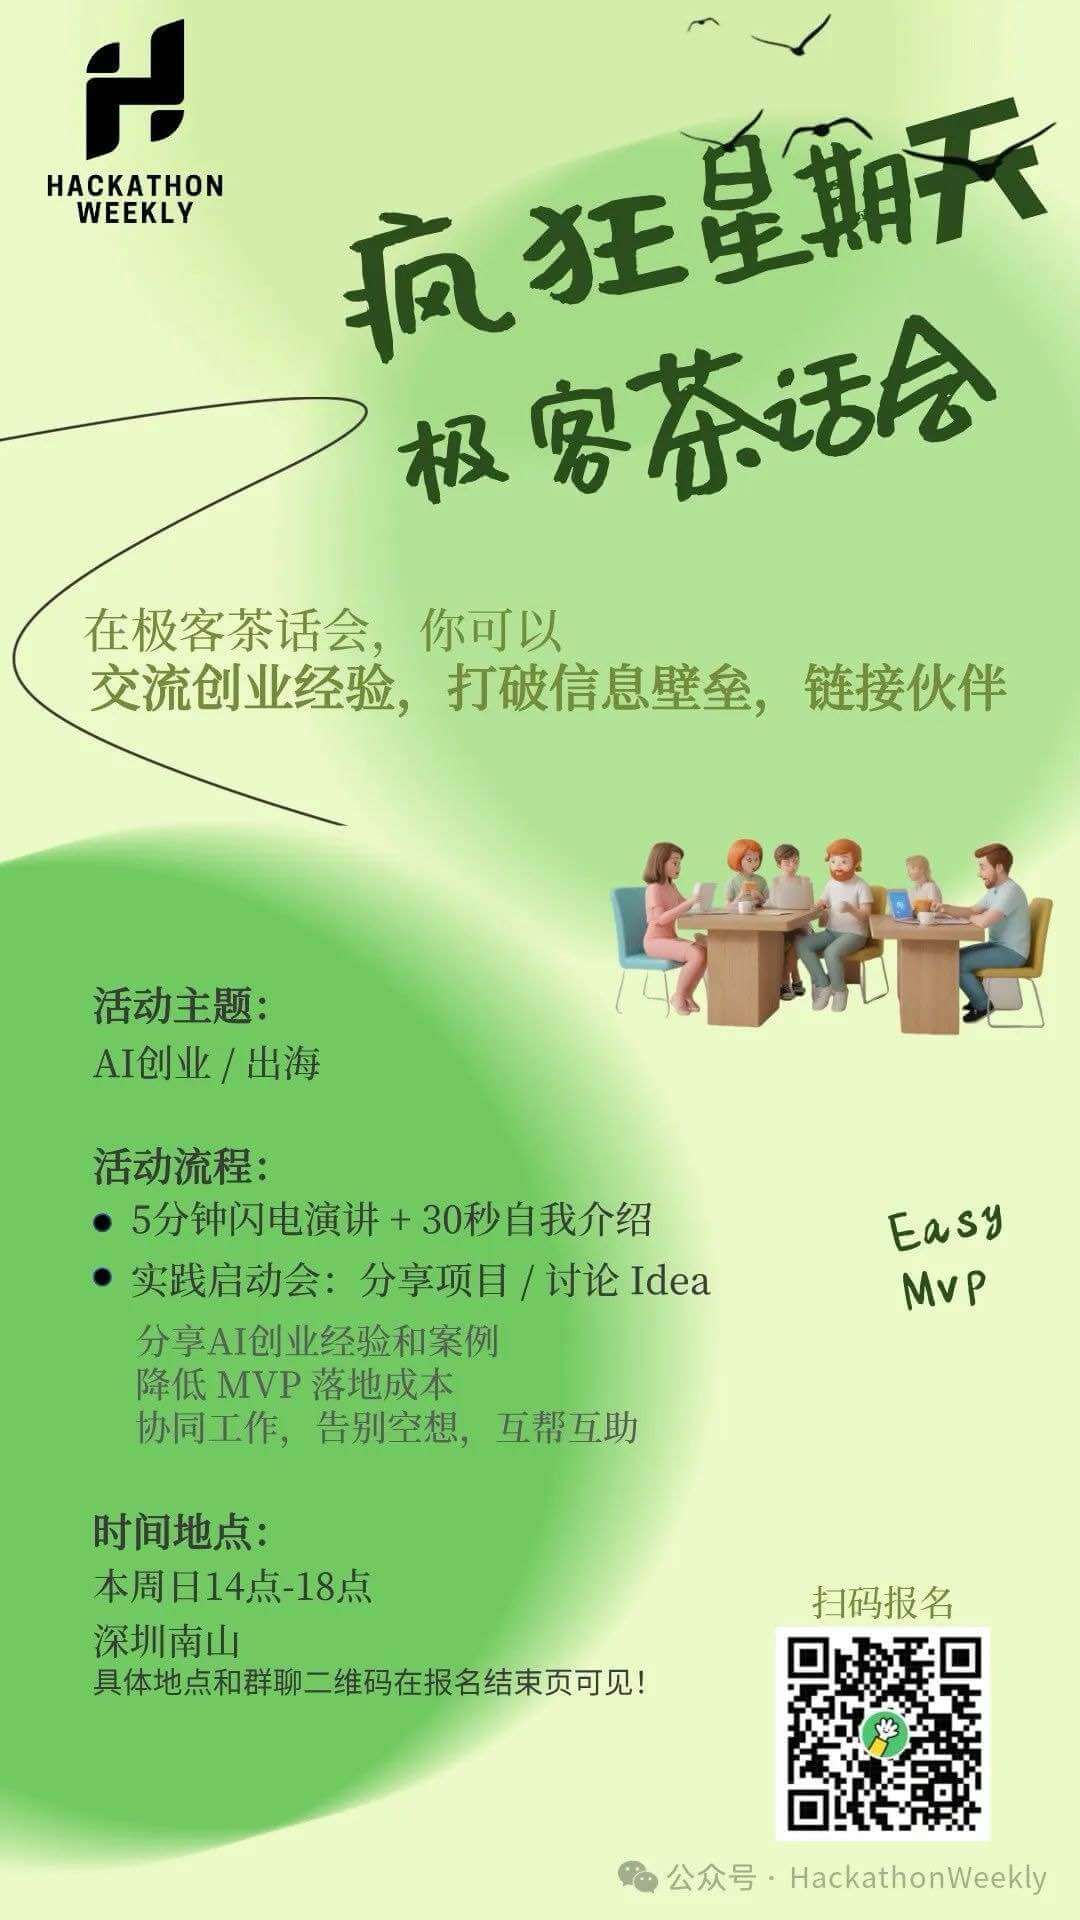 HACKATHON
WEEKLY
疯狂星期天
极客茶话会
在极客茶话会，你可以
交流创业经验，打破信息壁垒，链接伙伴
活动主题：
AI创业 / 出海
活动流程：
5分钟闪电演讲 + 30秒自我介绍
实践启动会：分享项目 / 讨论 Idea
分享AI创业经验和案例
降低 MVP 落地成本
协同工作，告别空想，互帮互助
Easy
MVP
时间地点：
本周日14点-18点
深圳南山
具体地点和群聊二维码在报名结束页可见！
扫码报名
公众号 · HackathonWeekly